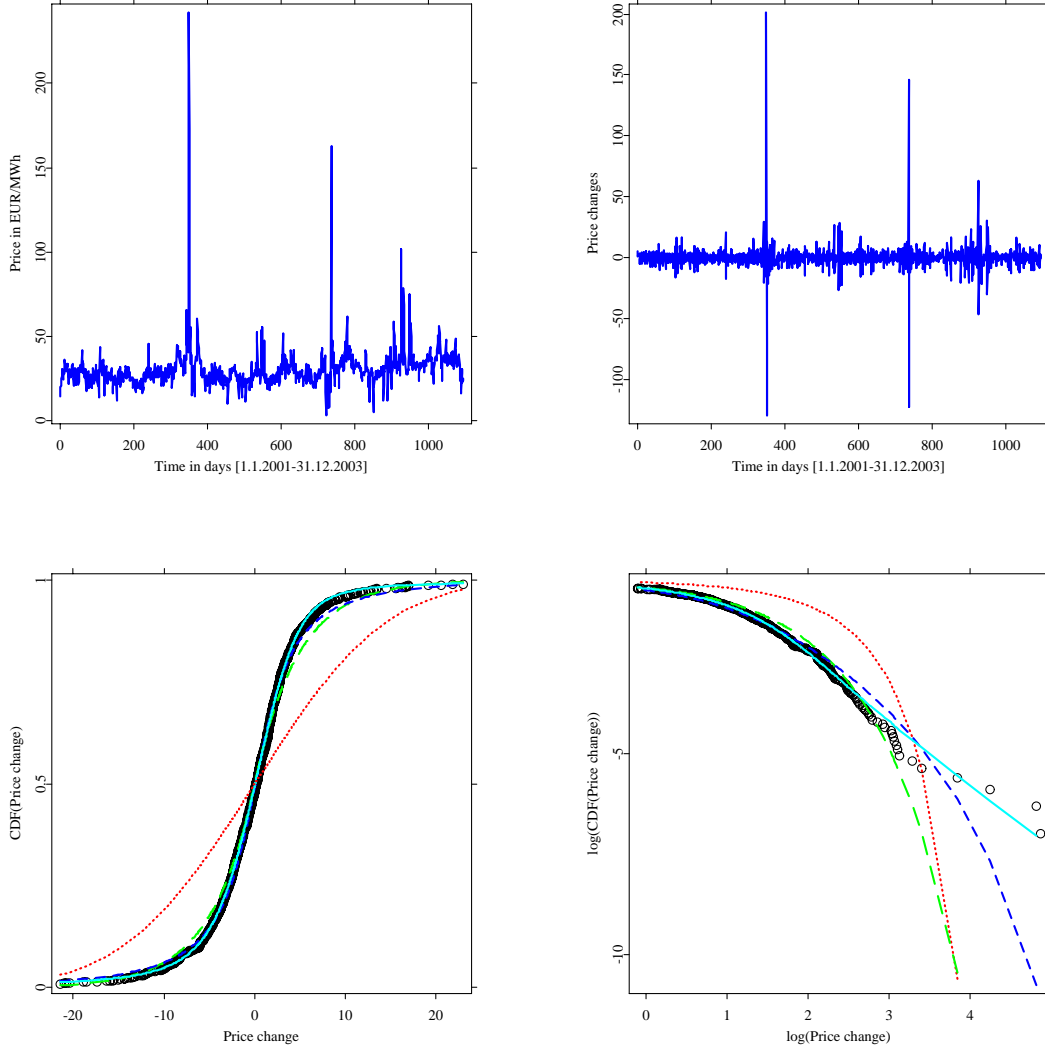 200
150
100
50
0
Price in EUR/MWh
0 200 400 600 800 1000
Time in days [1.1.2001-31.12.2003]
200
150
100
50
0
-50
-100
Price changes
0 200 400 600 800 1000
Time in days [1.1.2001-31.12.2003]
1
0.5
0
CDF(Price change)
-20 -10 0 10 20
Price change
-5
-10
log(CDF(Price change))
0 1 2 3 4
log(Price change)